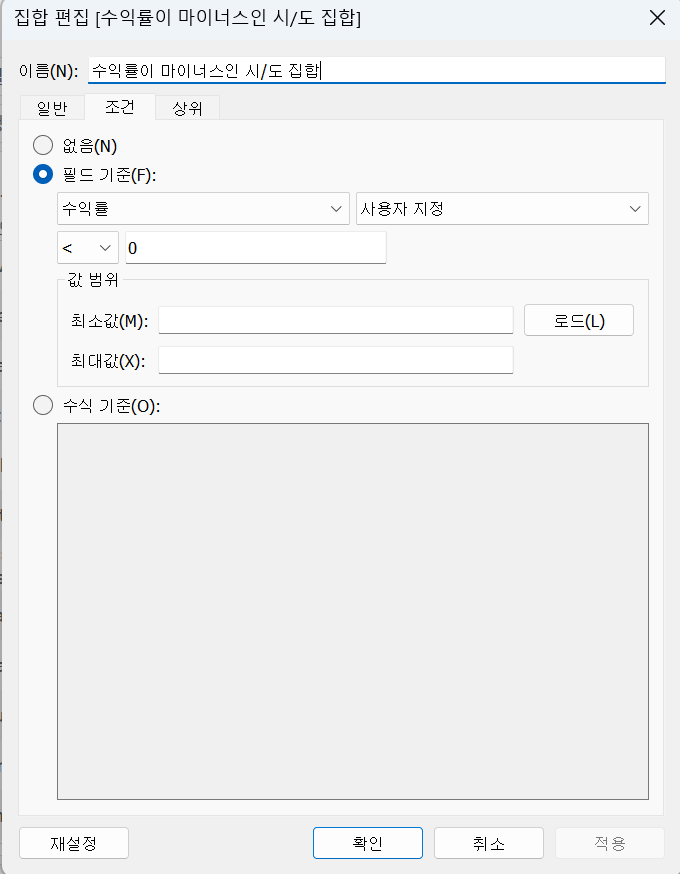 집합 편집 [수익률이 마이너스인 시/도 집합]
이름(N): 수익률이 마이너스인 시/도 집합
일반 조건 상위
없음(N)
필드 기준(F):
수익률 사용자 지정
< 0
값 범위
최소값(M): 로드(L)
최대값(X):
수식 기준(O):
재설정 확인 취소 적용